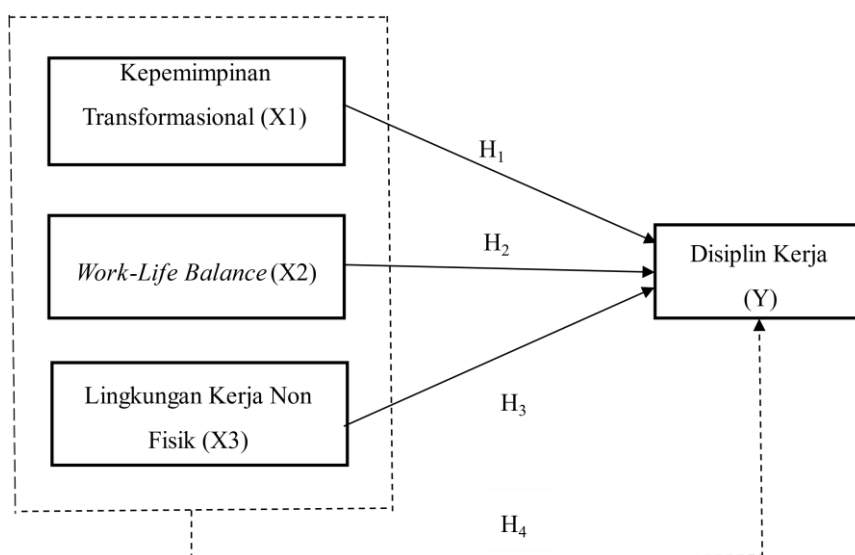 Kepemimpinan
Transformasional (X1)
H1
Work-Life Balance (X2)
H2
Disiplin Kerja
(Y)
Lingkungan Kerja Non
Fisik (X3)
H3
H4